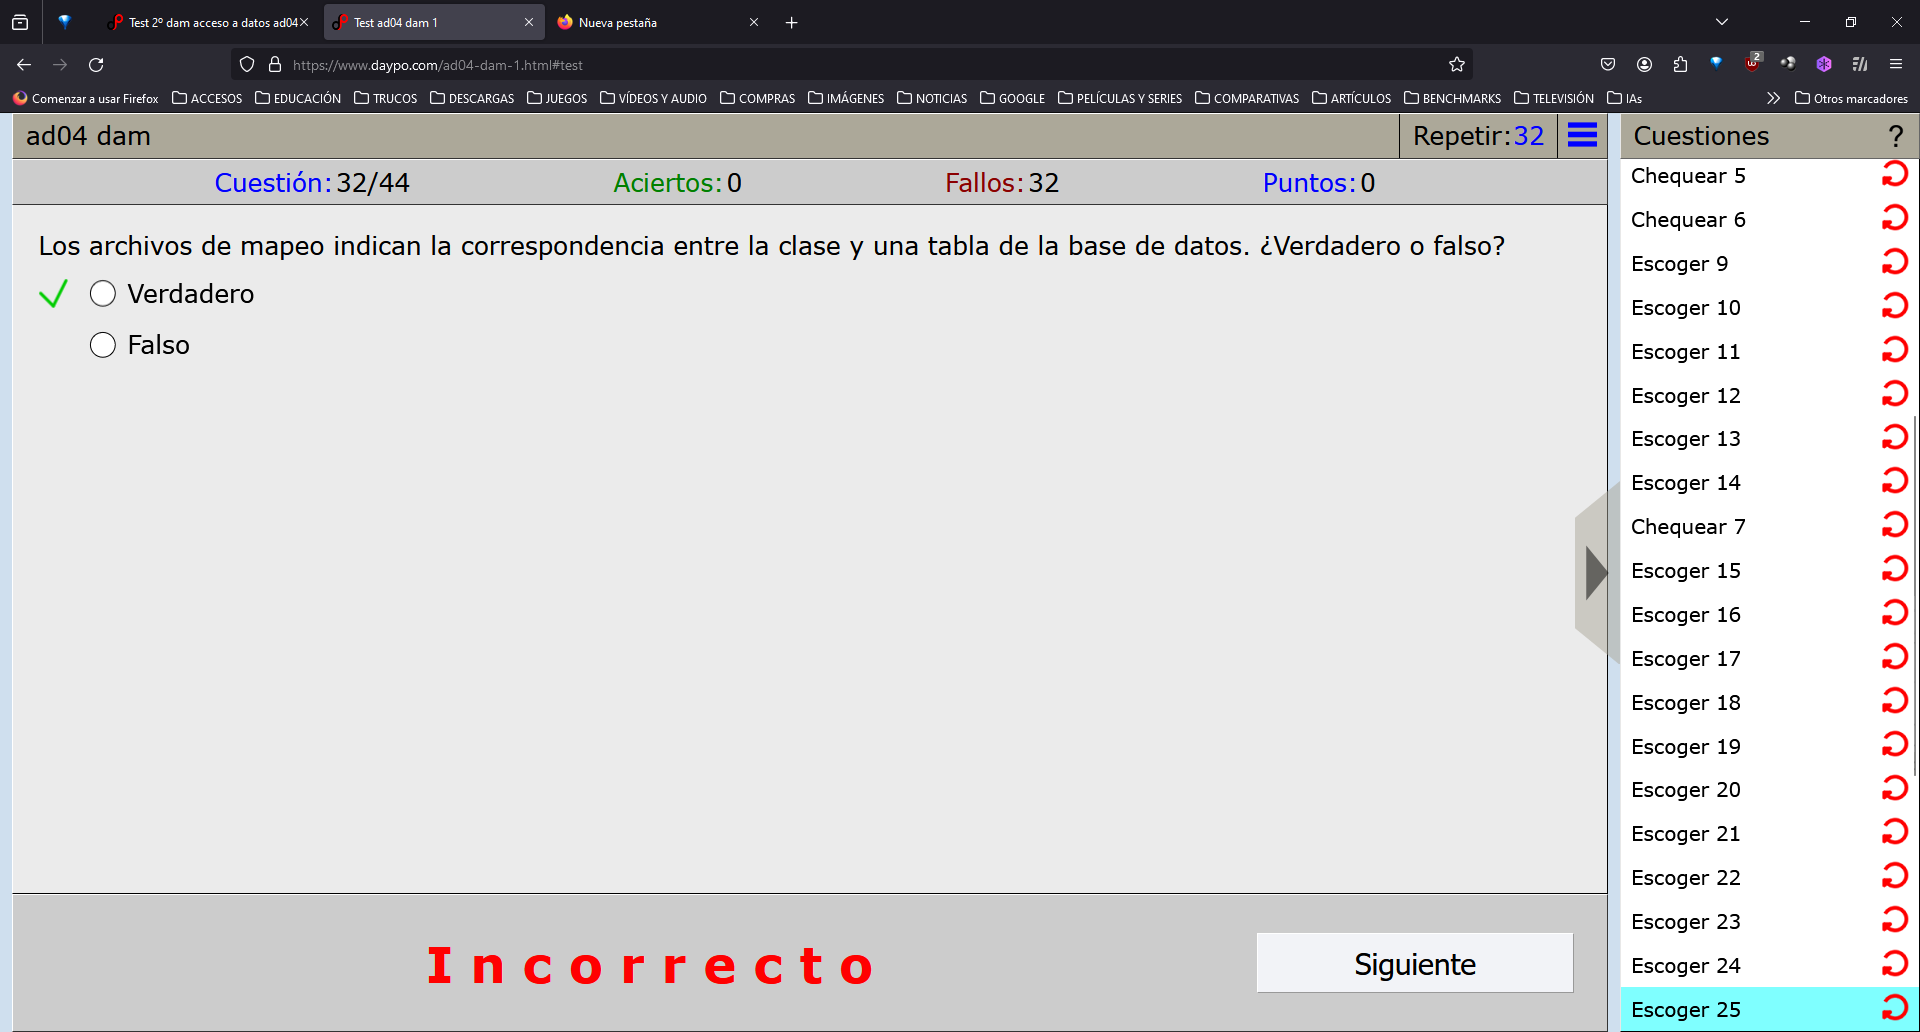 Test 2º dam acceso a datos ad04
Test ad04 dam 1
Nueva pestaña
https://www.daypo.com/ad04-dam-1.html#test
2
Comenzar a usar Firefox
ACCESOS
EDUCACIÓN
TRUCOS
DESCARGAS
JUEGOS
VÍDEOS Y AUDIO
COMPRAS
IMÁGENES
NOTICIAS
GOOGLE
PELÍCULAS Y SERIES
COMPARATIVAS
ARTÍCULOS
BENCHMARKS
TELEVISIÓN
IAs
Otros marcadores
ad04 dam
Repetir:32
Cuestión:32/44
Aciertos:0
Fallos:32
Puntos:0
Los archivos de mapeo indican la correspondencia entre la clase y una tabla de la base de datos. ¿Verdadero o falso?
Verdadero
Falso
Incorrecto
Siguiente
Cuestiones
?
Chequear 5
Chequear 6
Escoger 9
Escoger 10
Escoger 11
Escoger 12
Escoger 13
Escoger 14
Chequear 7
Escoger 15
Escoger 16
Escoger 17
Escoger 18
Escoger 19
Escoger 20
Escoger 21
Escoger 22
Escoger 23
Escoger 24
Escoger 25